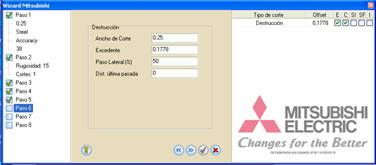 Wizard Mitsubishi
Paso 1
0.25
Steel
Accuracy
38
Paso 2
Rugosidad: 15
Cortes: 1
Paso 3
Paso 4
Paso 5
Paso 6
Paso 7
Paso 8
Destrucción
Ancho de Corte 0.25
Excedente 0.1778
Paso Lateral (%) 50
Dist. última pasada 0
Tipo de corte Offset E C SI SF I
Destrucción 0.1778
MITSUBISHI
ELECTRIC
Changes for the Better